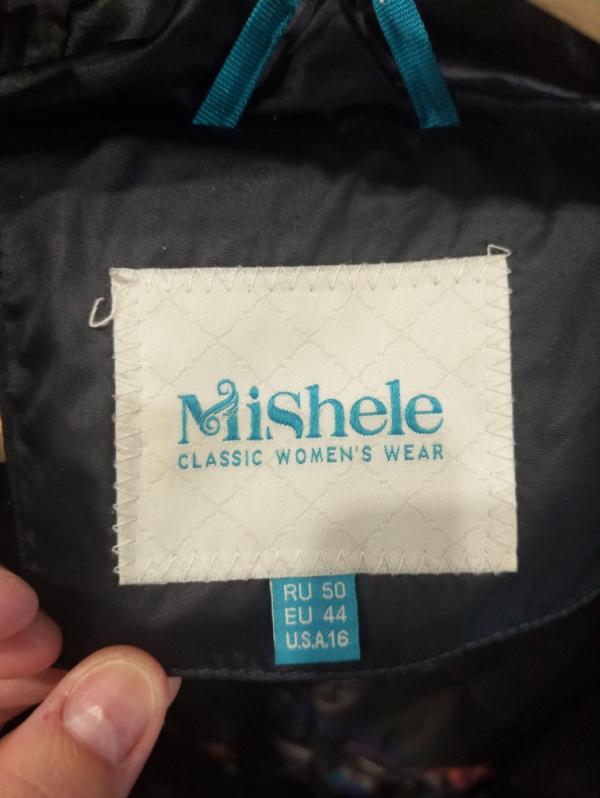 MiShele
CLASSIC WOMEN'S WEAR
RU 50
EU 44
U.S.A.16